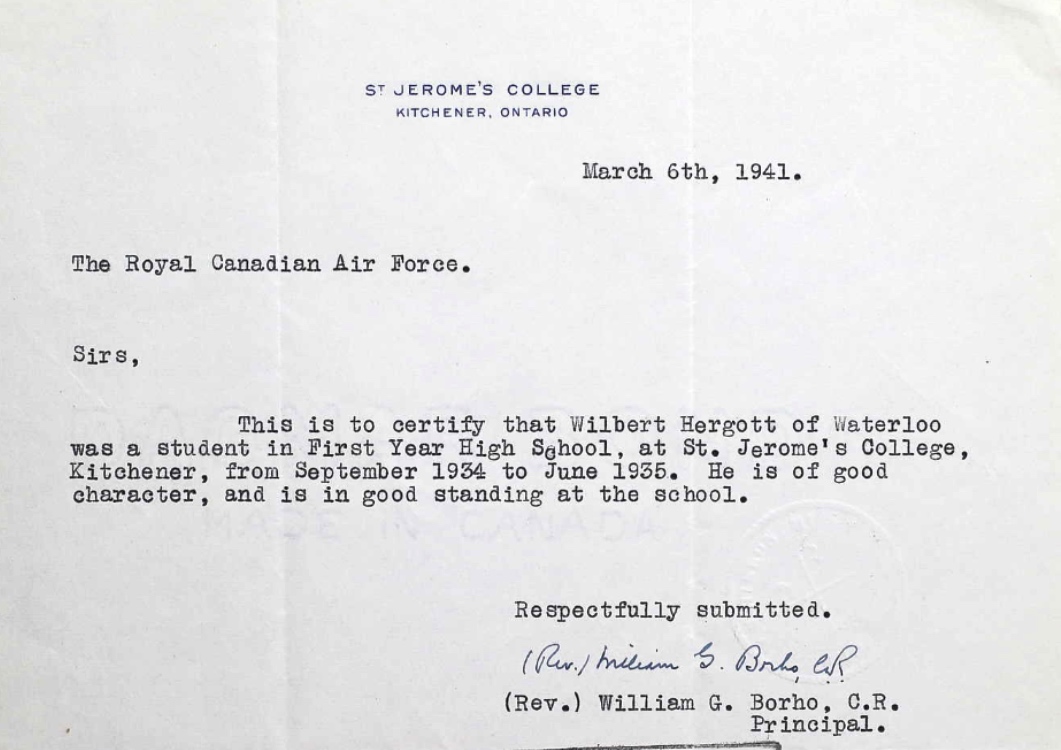 ST JEROME'S COLLEGE
KITCHENER, ONTARIO
March 6th, 1941.
The Royal Canadian Air Force.
Sirs,
This is to certify that Wilbert Hergott of Waterloo
was a student in First Year High School, at St. Jerome's College,
Kitchener, from September 1934 to June 1935. He is of good
character, and is in good standing at the school.
MADE IN CANADA
Respectfully submitted.
(Rev.) William G. Borho, C.R.
(Rev.) William G. Borho, C.R.
Principal.